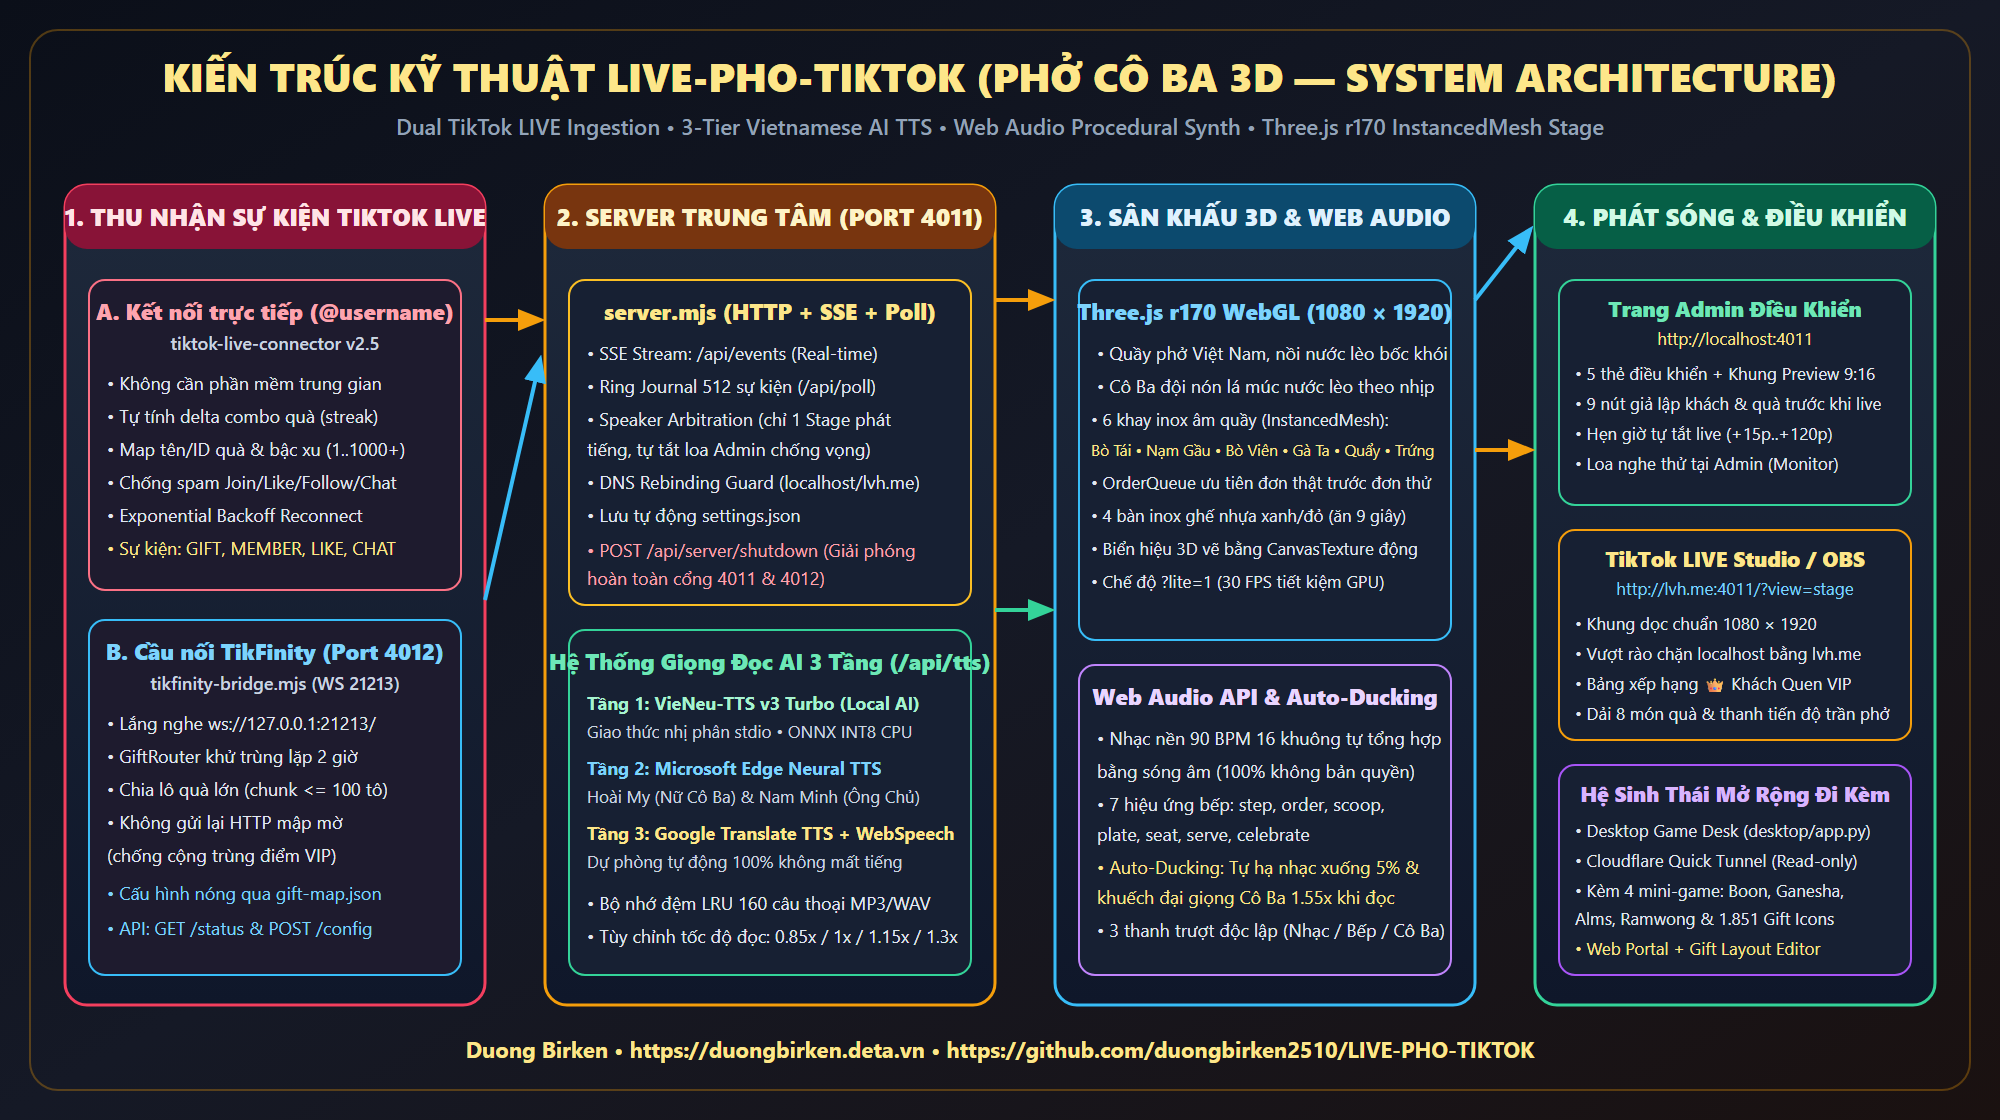 KIẾN TRÚC KỸ THUẬT LIVE-PHO-TIKTOK (PHỞ CÔ BA 3D — SYSTEM ARCHITECTURE)
Dual TikTok LIVE Ingestion • 3-Tier Vietnamese AI TTS • Web Audio Procedural Synth • Three.js r170 InstancedMesh Stage
1. THU NHẬN SỰ KIỆN TIKTOK LIVE
A. Kết nối trực tiếp (@username)
tiktok-live-connector v2.5
• Không cần phần mềm trung gian
• Tự tính delta combo quà (streak)
• Map tên/ID quà & bậc xu (1..1000+)
• Chống spam Join/Like/Follow/Chat
• Exponential Backoff Reconnect
• Sự kiện: GIFT, MEMBER, LIKE, CHAT
B. Cầu nối TikFinity (Port 4012)
tikfinity-bridge.mjs (WS 21213)
• Lắng nghe ws://127.0.0.1:21213/
• GiftRouter khử trùng lặp 2 giờ
• Chia lô quà lớn (chunk <= 100 tô)
• Không gửi lại HTTP mập mờ
(chống cộng trùng điểm VIP)
• Cấu hình nóng qua gift-map.json
• API: GET /status & POST /config
2. SERVER TRUNG TÂM (PORT 4011)
server.mjs (HTTP + SSE + Poll)
• SSE Stream: /api/events (Real-time)
• Ring Journal 512 sự kiện (/api/poll)
• Speaker Arbitration (chỉ 1 Stage phát
tiếng, tự tắt loa Admin chống vọng)
• DNS Rebinding Guard (localhost/lvh.me)
• Lưu tự động settings.json
• POST /api/server/shutdown (Giải phóng
hoàn toàn cổng 4011 & 4012)
Hệ Thống Giọng Đọc AI 3 Tầng (/api/tts)
Tầng 1: VieNeu-TTS v3 Turbo (Local AI)
Giao thức nhị phân stdio • ONNX INT8 CPU
Tầng 2: Microsoft Edge Neural TTS
Hoài My (Nữ Cô Ba) & Nam Minh (Ông Chủ)
Tầng 3: Google Translate TTS + WebSpeech
Dự phòng tự động 100% không mất tiếng
• Bộ nhớ đệm LRU 160 câu thoại MP3/WAV
• Tùy chỉnh tốc độ đọc: 0.85x / 1x / 1.15x / 1.3x
3. SÂN KHẤU 3D & WEB AUDIO
Three.js r170 WebGL (1080 × 1920)
• Quầy phở Việt Nam, nồi nước lèo bốc khói
• Cô Ba đội nón lá múc nước lèo theo nhịp
• 6 khay inox âm quầy (InstancedMesh):
Bò Tái • Nạm Gầu • Bò Viên • Gà Ta • Quẩy • Trứng
• OrderQueue ưu tiên đơn thật trước đơn thử
• 4 bàn inox ghế nhựa xanh/đỏ (ăn 9 giây)
• Biển hiệu 3D vẽ bằng CanvasTexture động
• Chế độ ?lite=1 (30 FPS tiết kiệm GPU)
Web Audio API & Auto-Ducking
• Nhạc nền 90 BPM 16 khuông tự tổng hợp
bằng sóng âm (100% không bản quyền)
• 7 hiệu ứng bếp: step, order, scoop,
plate, seat, serve, celebrate
• Auto-Ducking: Tự hạ nhạc xuống 5% &
khuếch đại giọng Cô Ba 1.55x khi đọc
• 3 thanh trượt độc lập (Nhạc / Bếp / Cô Ba)
4. PHÁT SÓNG & ĐIỀU KHIỂN
Trang Admin Điều Khiển
http://localhost:4011
• 5 thẻ điều khiển + Khung Preview 9:16
• 9 nút giả lập khách & quà trước khi live
• Hẹn giờ tự tắt live (+15p..+120p)
• Loa nghe thử tại Admin (Monitor)
TikTok LIVE Studio / OBS
http://lvh.me:4011/?view=stage
• Khung dọc chuẩn 1080 × 1920
• Vượt rào chặn localhost bằng lvh.me
• Bảng xếp hạng 👑 Khách Quen VIP
• Dải 8 món quà & thanh tiến độ trần phở
Hệ Sinh Thái Mở Rộng Đi Kèm
• Desktop Game Desk (desktop/app.py)
• Cloudflare Quick Tunnel (Read-only)
• Kèm 4 mini-game: Boon, Ganesha,
Alms, Ramwong & 1.851 Gift Icons
• Web Portal + Gift Layout Editor
Duong Birken • https://duongbirken.deta.vn • https://github.com/duongbirken2510/LIVE-PHO-TIKTOK